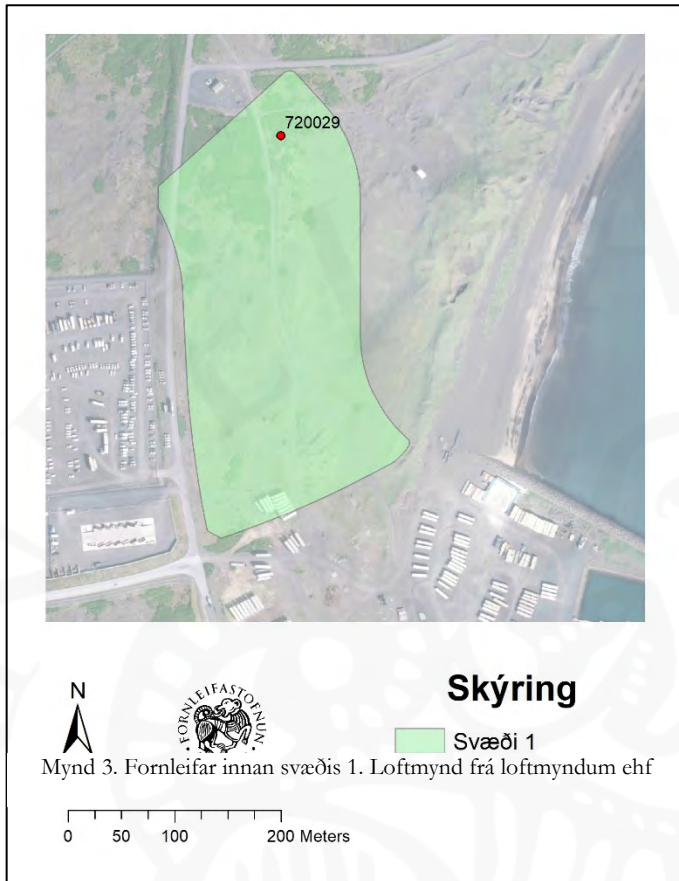 720029
N
FORNLEIFASTOFNUN
Skýring
Svæði 1
Mynd 3. Fornleifar innan svæðis 1. Loftmynd frá loftmyndum ehf
0 50 100 200 Meters